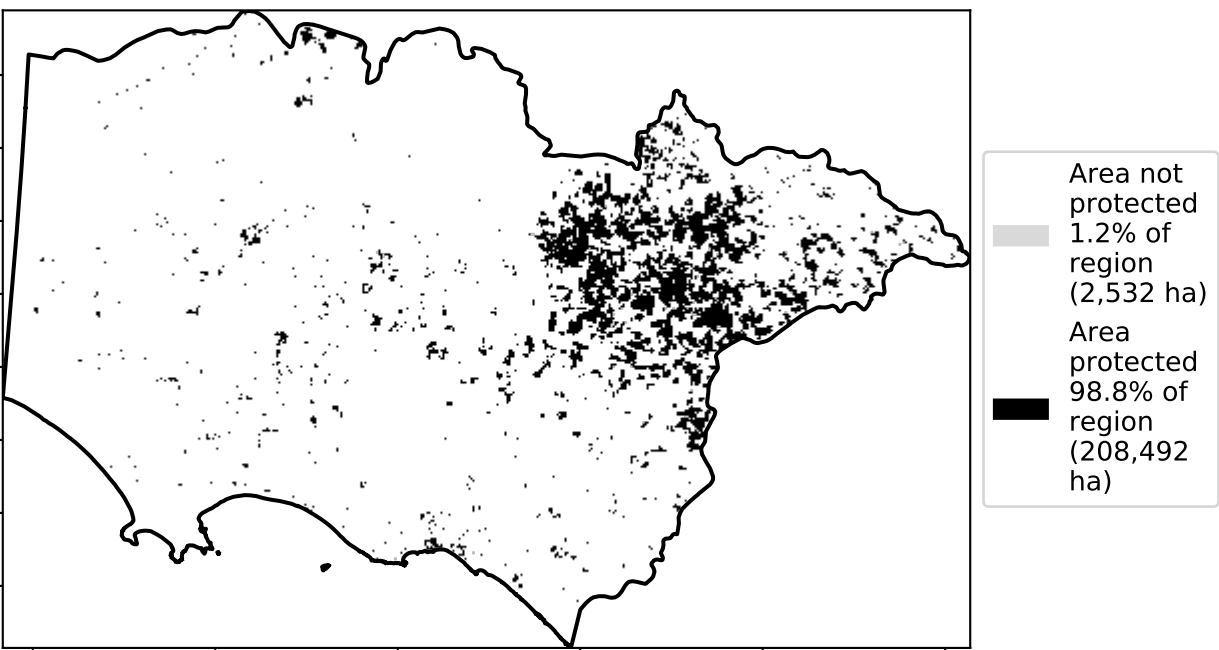 Area not
protected
1.2% of
region
(2,532 ha)
Area
protected
98.8% of
region
(208,492
ha)